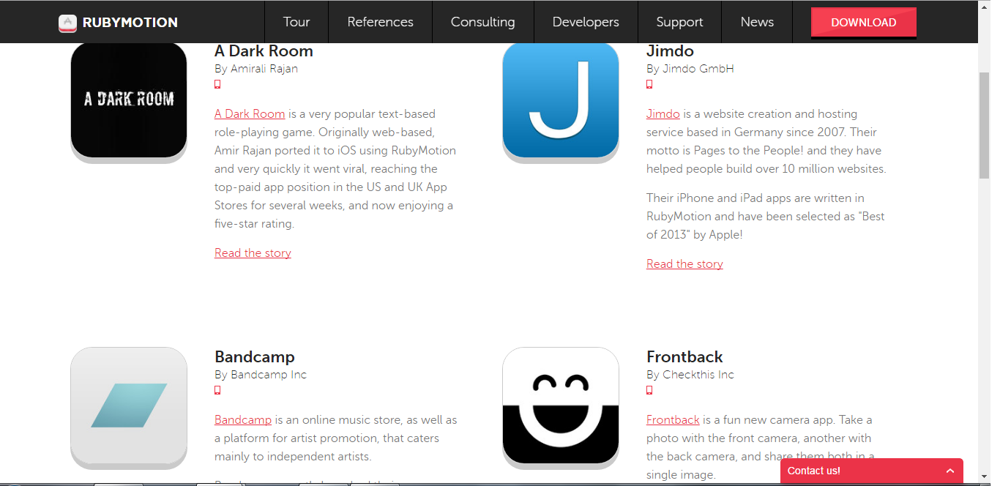 RUBYMOTION
Tour
References
Consulting
Developers
Support
News
DOWNLOAD
A DARK ROOM
A Dark Room
By Amirali Rajan
A Dark Room is a very popular text-based
role-playing game. Originally web-based,
Amir Rajan ported it to iOS using RubyMotion
and very quickly it went viral, reaching the
top-paid app position in the US and UK App
Stores for several weeks, and now enjoying a
five-star rating.
Read the story
J
Jimdo
By Jimdo GmbH
Jimdo is a website creation and hosting
service based in Germany since 2007. Their
motto is Pages to the People! and they have
helped people build over 10 million websites.
Their iPhone and iPad apps are written in
RubyMotion and have been selected as "Best
of 2013" by Apple!
Read the story
Bandcamp
By Bandcamp Inc
Bandcamp is an online music store, as well as
a platform for artist promotion, that caters
mainly to independent artists.
Frontback
By Checkthis Inc
Frontback is a fun new camera app. Take a
photo with the front camera, another with
the back camera, and share them both in a
single image.
Contact us!